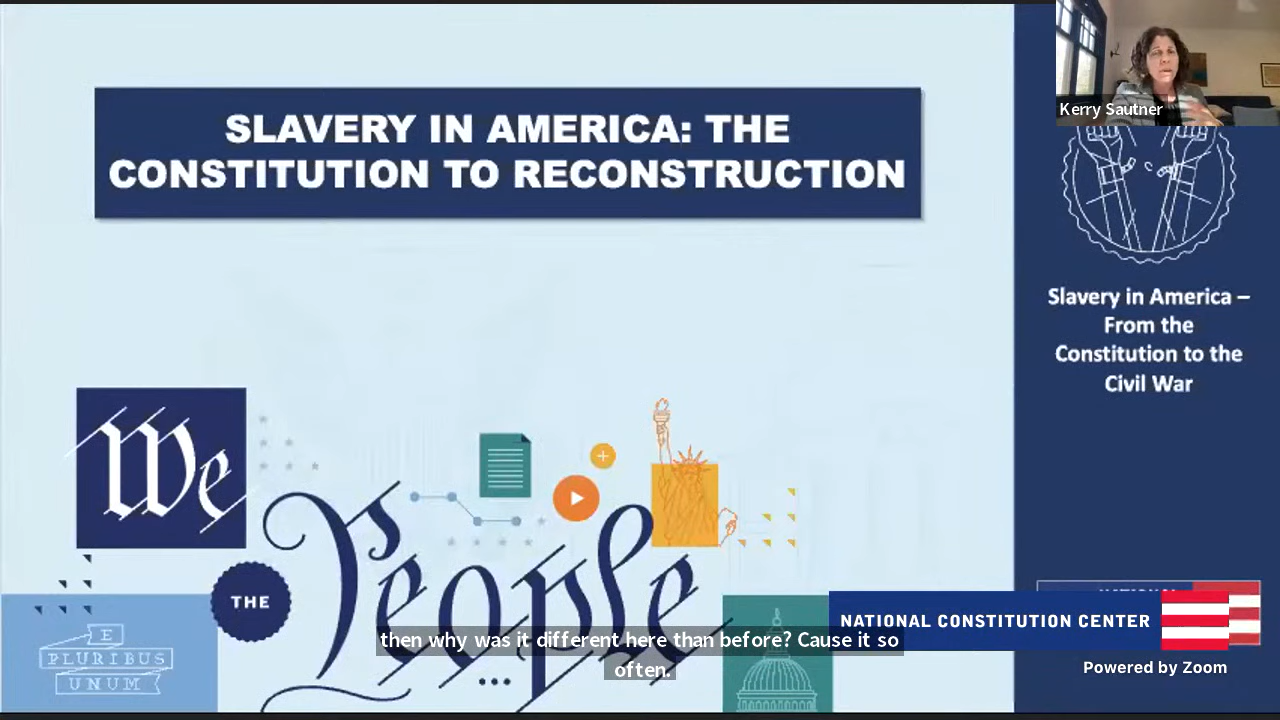 SLAVERY IN AMERICA: THE
CONSTITUTION TO RECONSTRUCTION
Kerry Sautner
Slavery in America –
From the
Constitution to the
Civil War
We
THE
People
E
PLURIBUS
UNUM
NATIONAL CONSTITUTION CENTER
Powered by Zoom
then why was it different here than before? Cause it so
often.